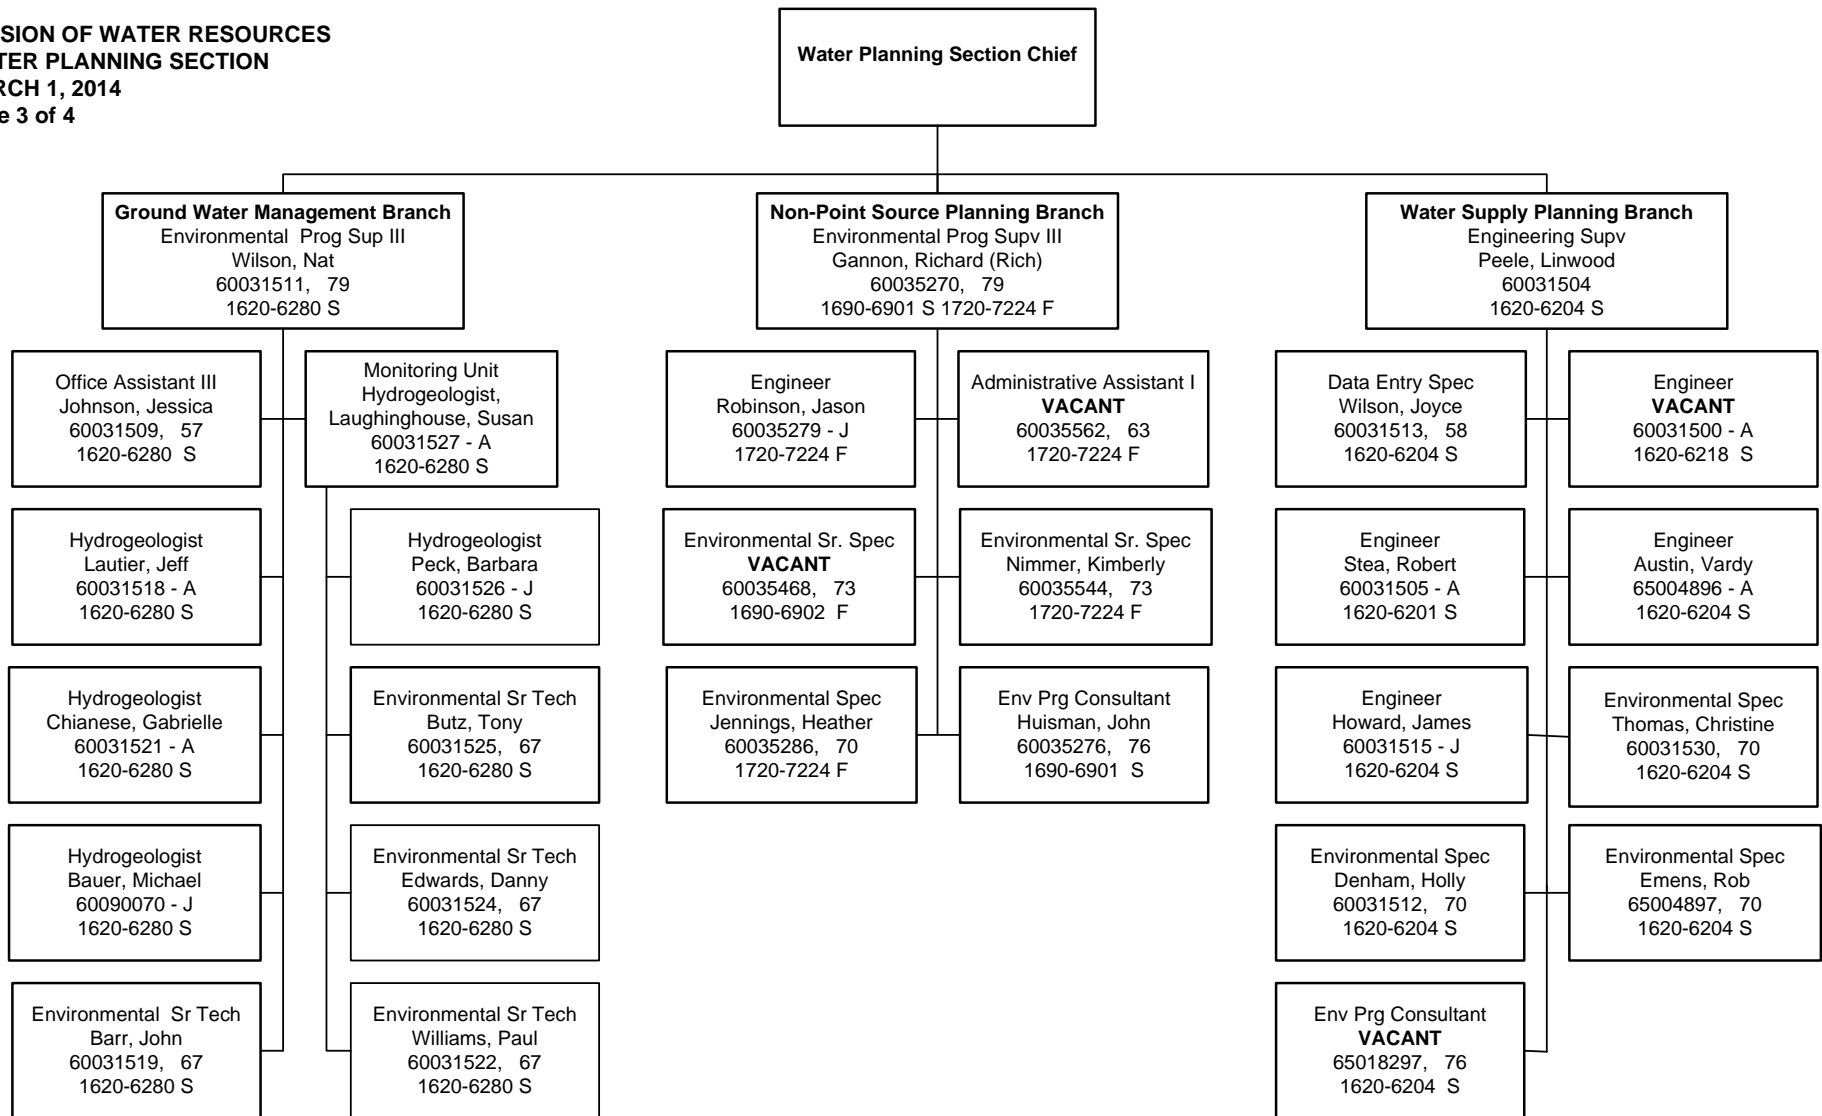 SION OF WATER RESOURCES
TER PLANNING SECTION
RCH 1, 2014
e 3 of 4
Water Planning Section Chief
Ground Water Management Branch
Environmental Prog Sup III
Wilson, Nat
60031511, 79
1620-6280 S
Non-Point Source Planning Branch
Environmental Prog Supv III
Gannon, Richard (Rich)
60035270, 79
1690-6901 S 1720-7224 F
Water Supply Planning Branch
Engineering Supv
Peele, Linwood
60031504
1620-6204 S
Office Assistant III
Johnson, Jessica
60031509, 57
1620-6280 S
Monitoring Unit
Hydrogeologist,
Laughinghouse, Susan
60031527 - A
1620-6280 S
Engineer
Robinson, Jason
60035279 - J
1720-7224 F
Administrative Assistant I
VACANT
60035562, 63
1720-7224 F
Data Entry Spec
Wilson, Joyce
60031513, 58
1620-6204 S
Engineer
VACANT
60031500 - A
1620-6218 S
Hydrogeologist
Lautier, Jeff
60031518 - A
1620-6280 S
Hydrogeologist
Peck, Barbara
60031526 - J
1620-6280 S
Environmental Sr. Spec
VACANT
60035468, 73
1690-6902 F
Environmental Sr. Spec
Nimmer, Kimberly
60035544, 73
1720-7224 F
Engineer
Stea, Robert
60031505 - A
1620-6201 S
Engineer
Austin, Vardy
65004896 - A
1620-6204 S
Hydrogeologist
Chianese, Gabrielle
60031521 - A
1620-6280 S
Environmental Sr Tech
Butz, Tony
60031525, 67
1620-6280 S
Environmental Spec
Jennings, Heather
60035286, 70
1720-7224 F
Env Prg Consultant
Huisman, John
60035276, 76
1690-6901 S
Engineer
Howard, James
60031515 - J
1620-6204 S
Environmental Spec
Thomas, Christine
60031530, 70
1620-6204 S
Hydrogeologist
Bauer, Michael
60090070 - J
1620-6280 S
Environmental Sr Tech
Edwards, Danny
60031524, 67
1620-6280 S
Environmental Spec
Denham, Holly
60031512, 70
1620-6204 S
Environmental Spec
Emens, Rob
65004897, 70
1620-6204 S
Environmental Sr Tech
Barr, John
60031519, 67
1620-6280 S
Environmental Sr Tech
Williams, Paul
60031522, 67
1620-6280 S
Env Prg Consultant
VACANT
65018297, 76
1620-6204 S